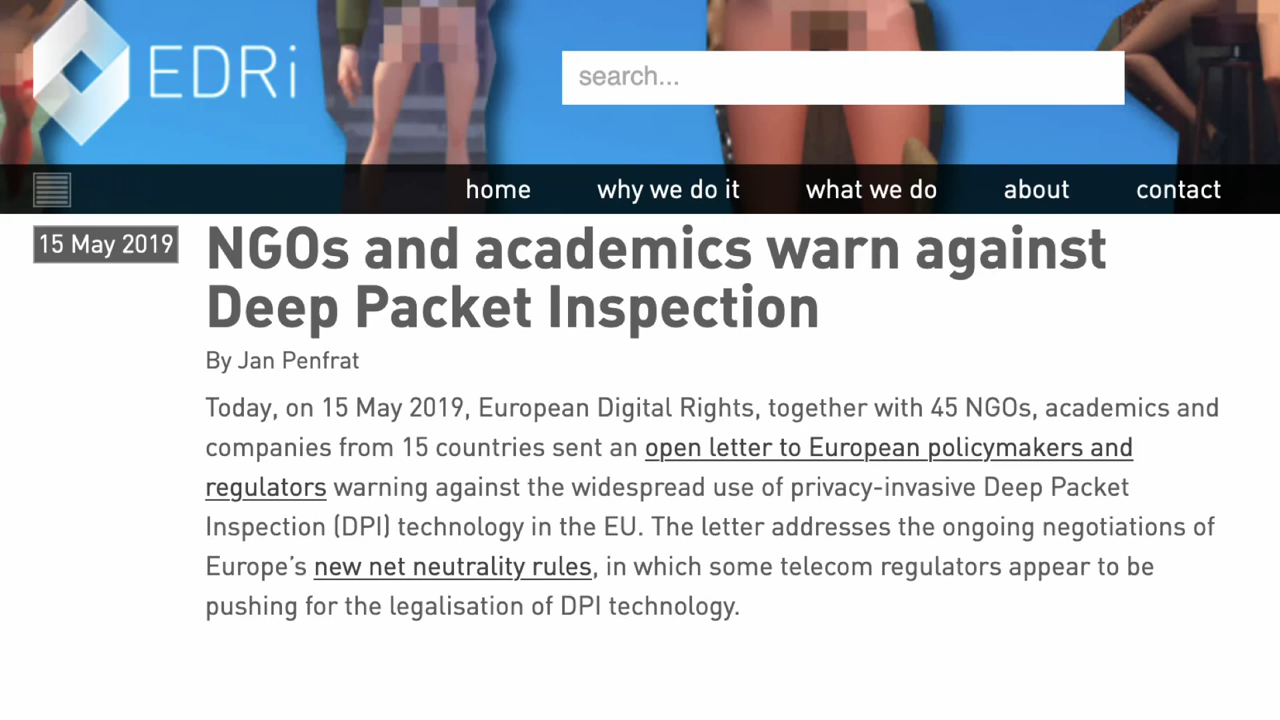 EDRi
search...
home why we do it what we do about contact
15 May 2019
NGOs and academics warn against
Deep Packet Inspection
By Jan Penfrat
Today, on 15 May 2019, European Digital Rights, together with 45 NGOs, academics and
companies from 15 countries sent an open letter to European policymakers and
regulators warning against the widespread use of privacy-invasive Deep Packet
Inspection (DPI) technology in the EU. The letter addresses the ongoing negotiations of
Europe’s new net neutrality rules, in which some telecom regulators appear to be
pushing for the legalisation of DPI technology.